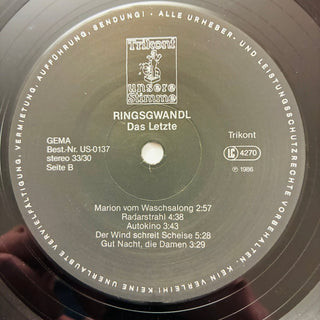 VERMIETUNG, AUFFÜHRUNG, SENDUNG! - ALLE URHEBER- UND LEISTUNGSSCHUTZRECHTE VORBEHALTEN. KEIN VERLEIH! KEINE UNERLAUBTE VERVIELFÄLTIGUNG,
Trikont
unsere
Stimme
RINGSGWANDL
Das Letzte
GEMA
Best.-Nr. US-0137
stereo 33/30
Seite B
Trikont
LC 4270
℗ 1986
Marion vom Waschsalong 2:57
Radarstrahl 4:38
Autokino 3:43
Der Wind schreit Scheise 5:28
Gut Nacht, die Damen 3:29